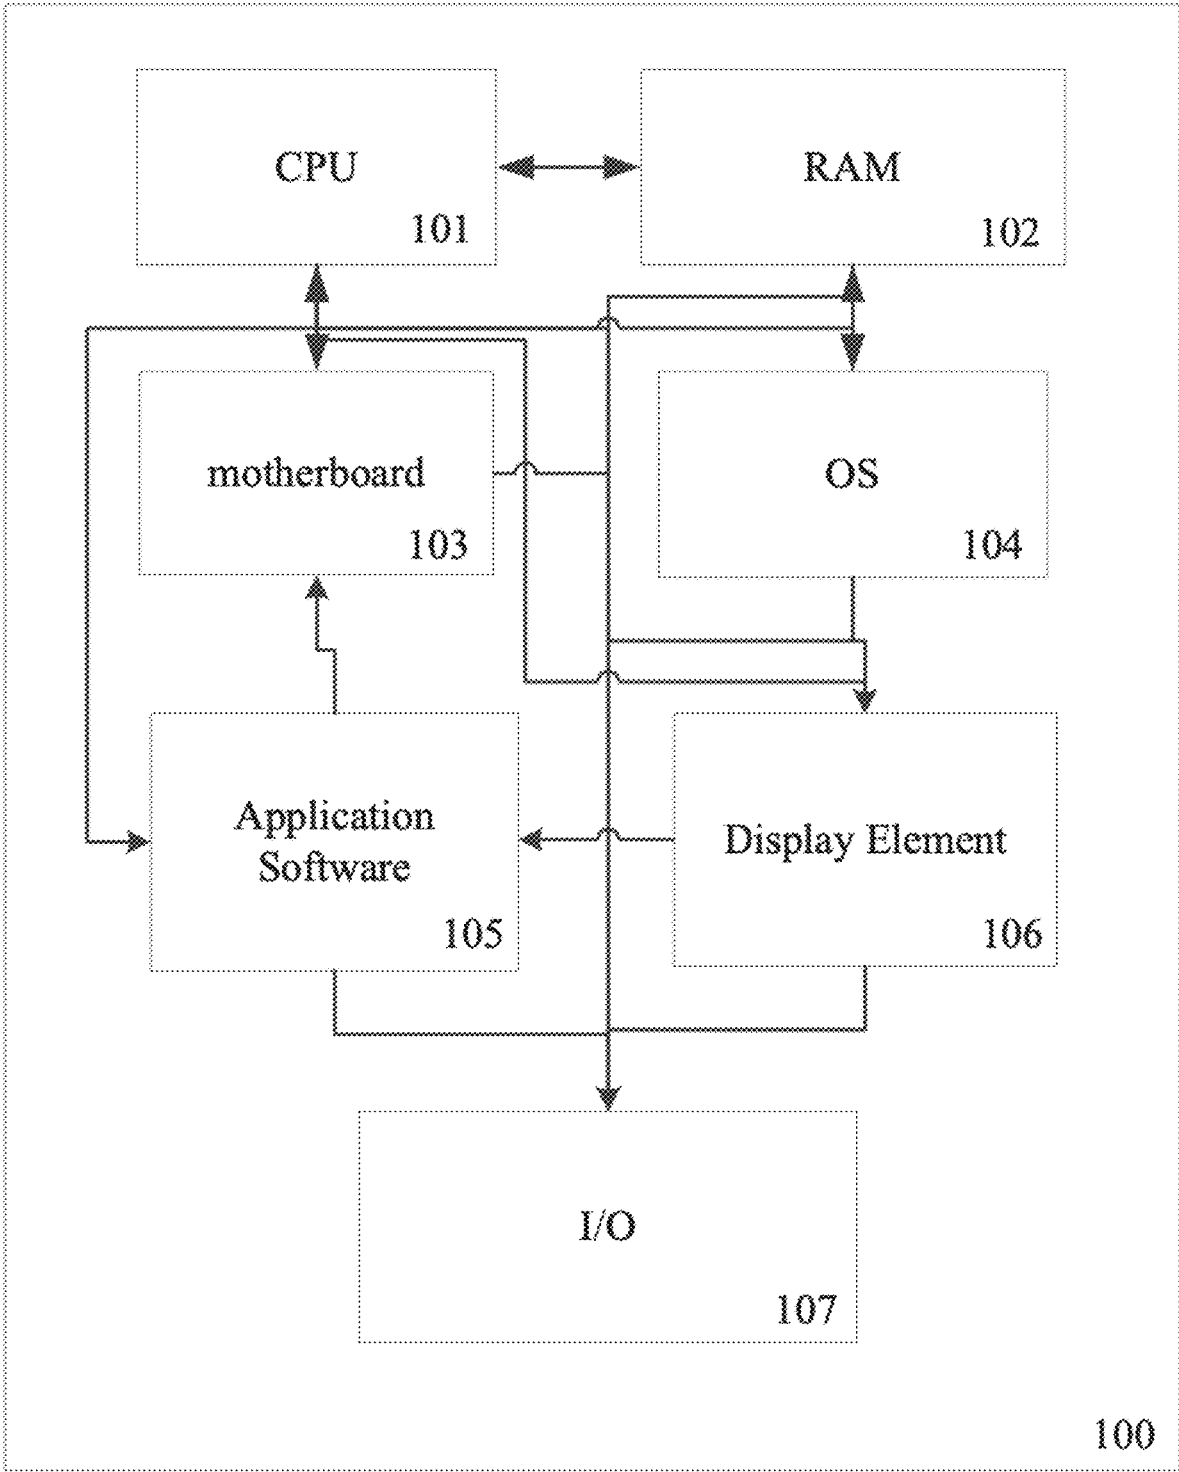 CPU
101
RAM
102
motherboard
103
OS
104
Application
Software
105
Display Element
106
I/O
107
100